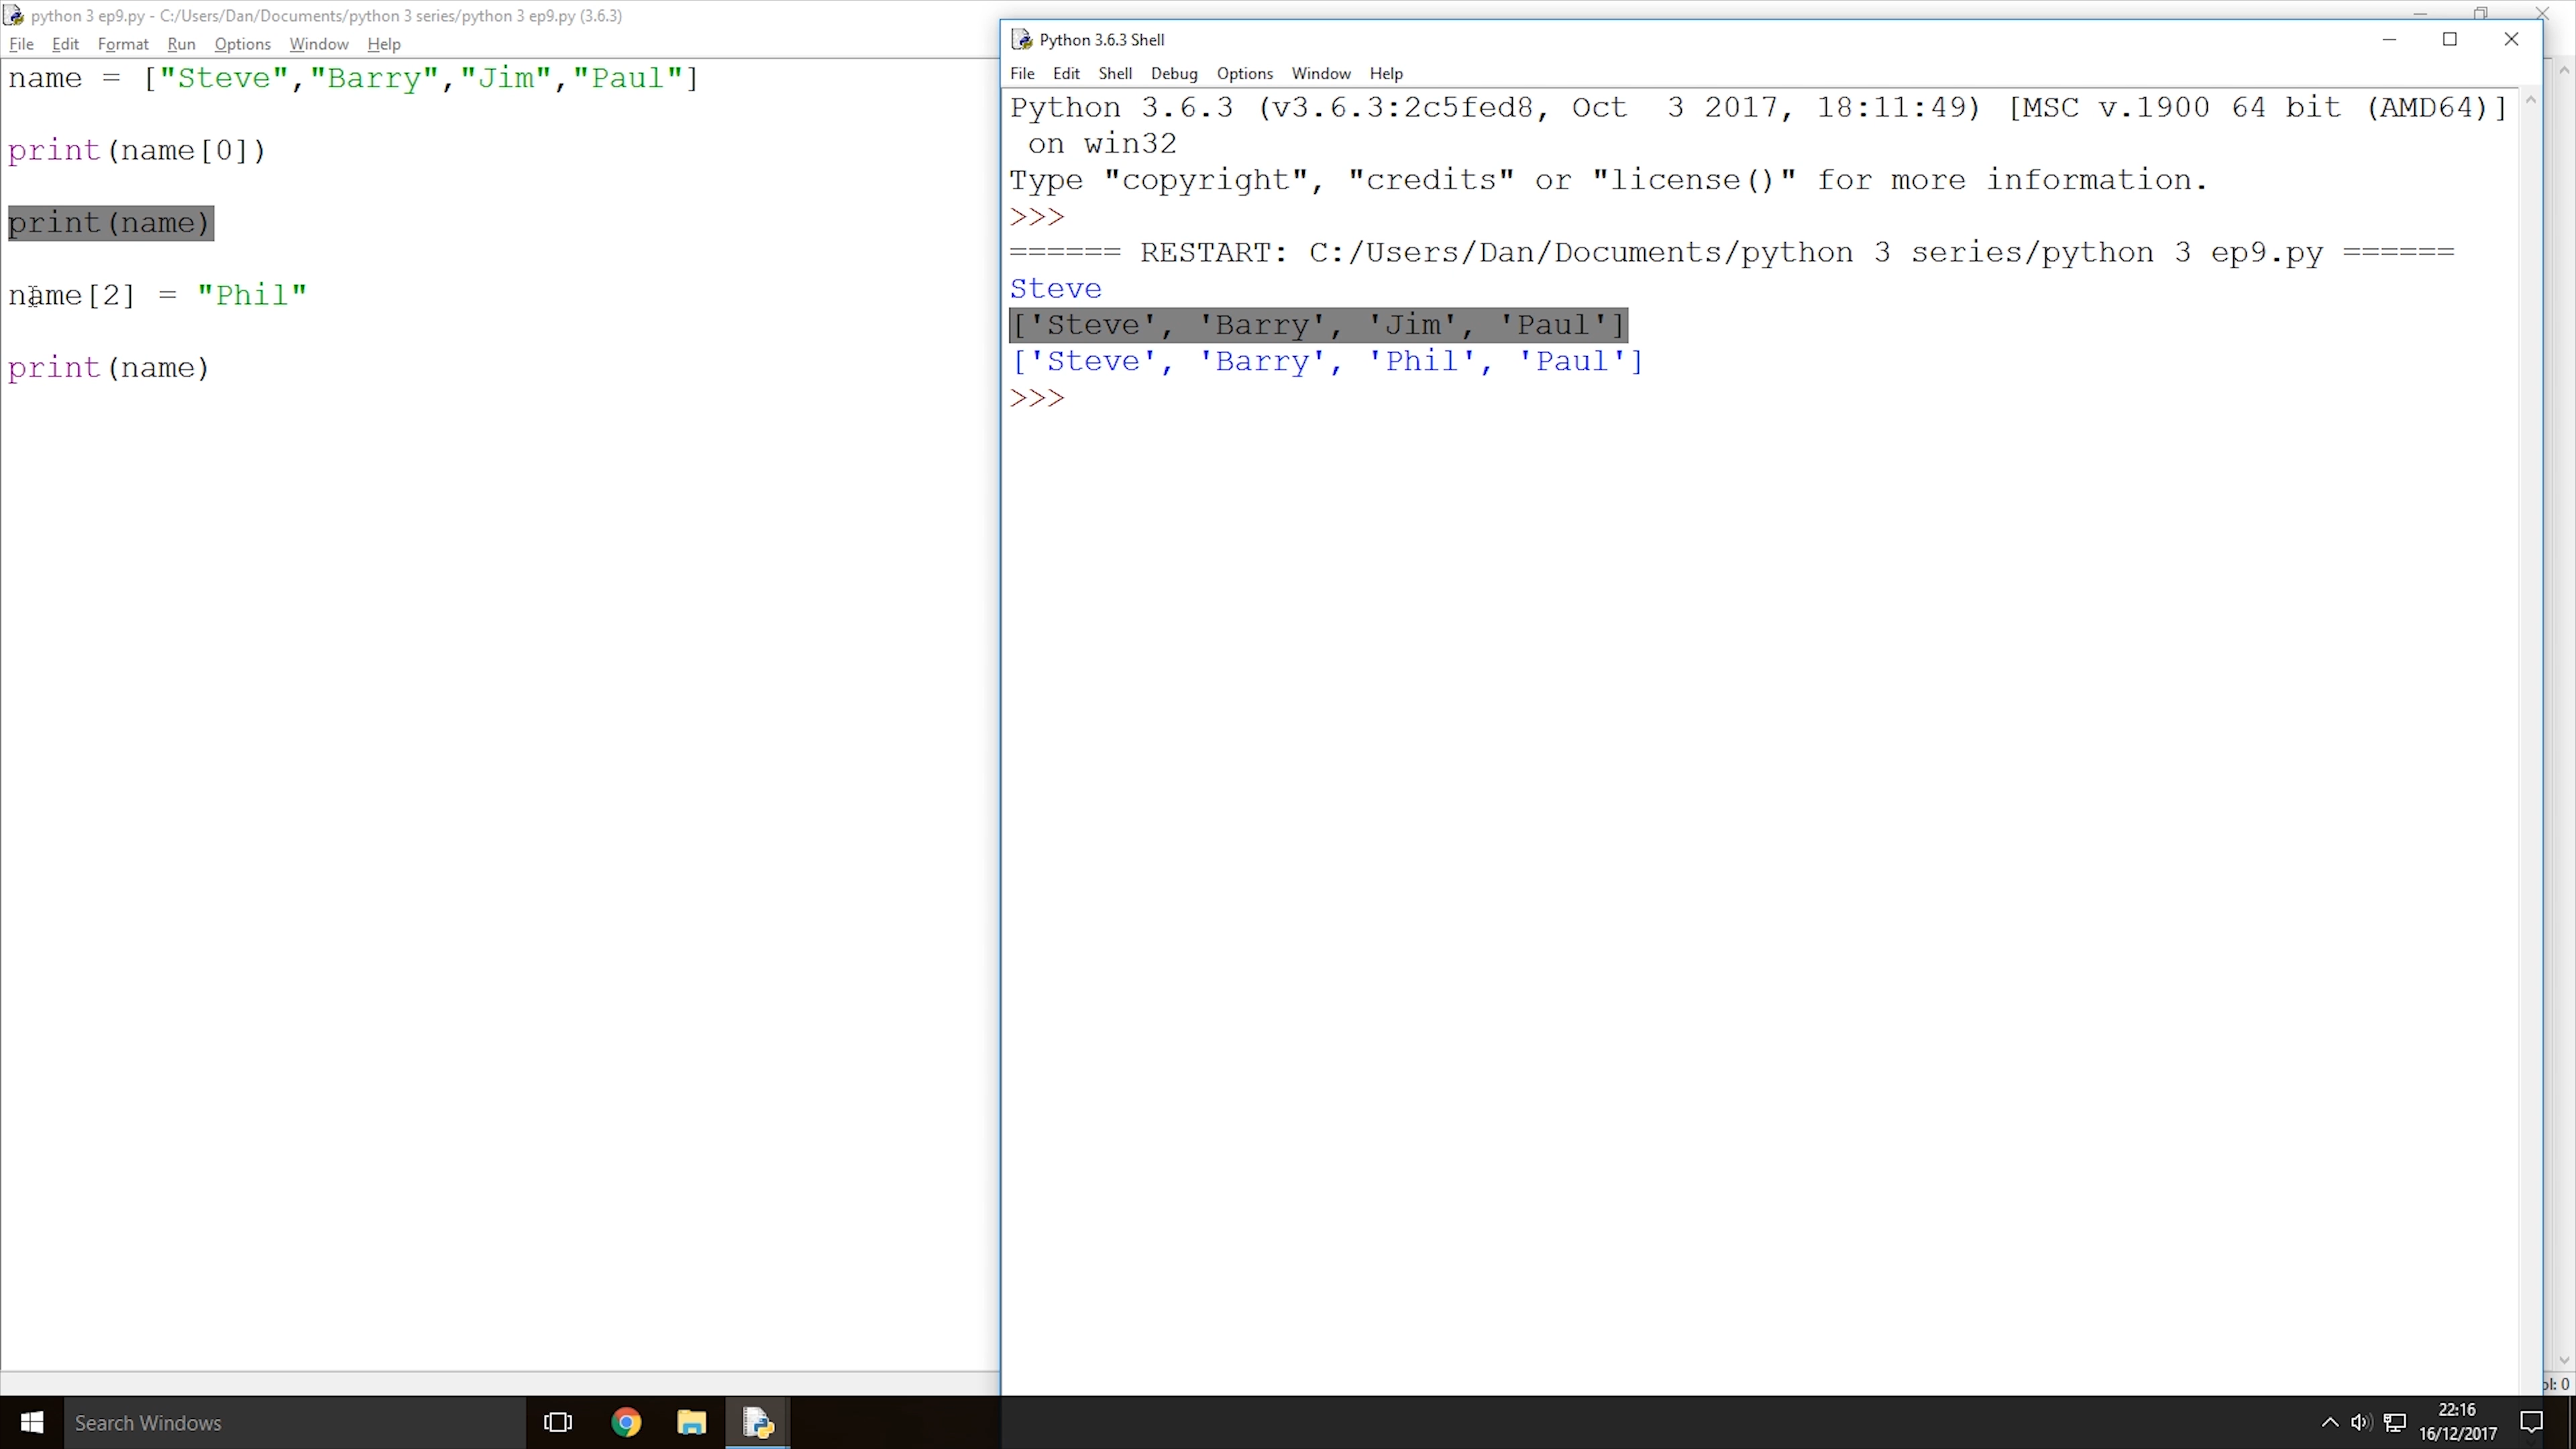 python 3 ep9.py - C:/Users/Dan/Documents/python 3 series/python 3 ep9.py (3.6.3)
File Edit Format Run Options Window Help
name = ["Steve","Barry","Jim","Paul"]
print(name[0])
print(name)
name[2] = "Phil"
print(name)
Python 3.6.3 Shell
File Edit Shell Debug Options Window Help
Python 3.6.3 (v3.6.3:2c5fed8, Oct  3 2017, 18:11:49) [MSC v.1900 64 bit (AMD64)]
 on win32
Type "copyright", "credits" or "license()" for more information.
>>>
====== RESTART: C:/Users/Dan/Documents/python 3 series/python 3 ep9.py ======
Steve
['Steve', 'Barry', 'Jim', 'Paul']
['Steve', 'Barry', 'Phil', 'Paul']
>>>
Search Windows
22:16
16/12/2017